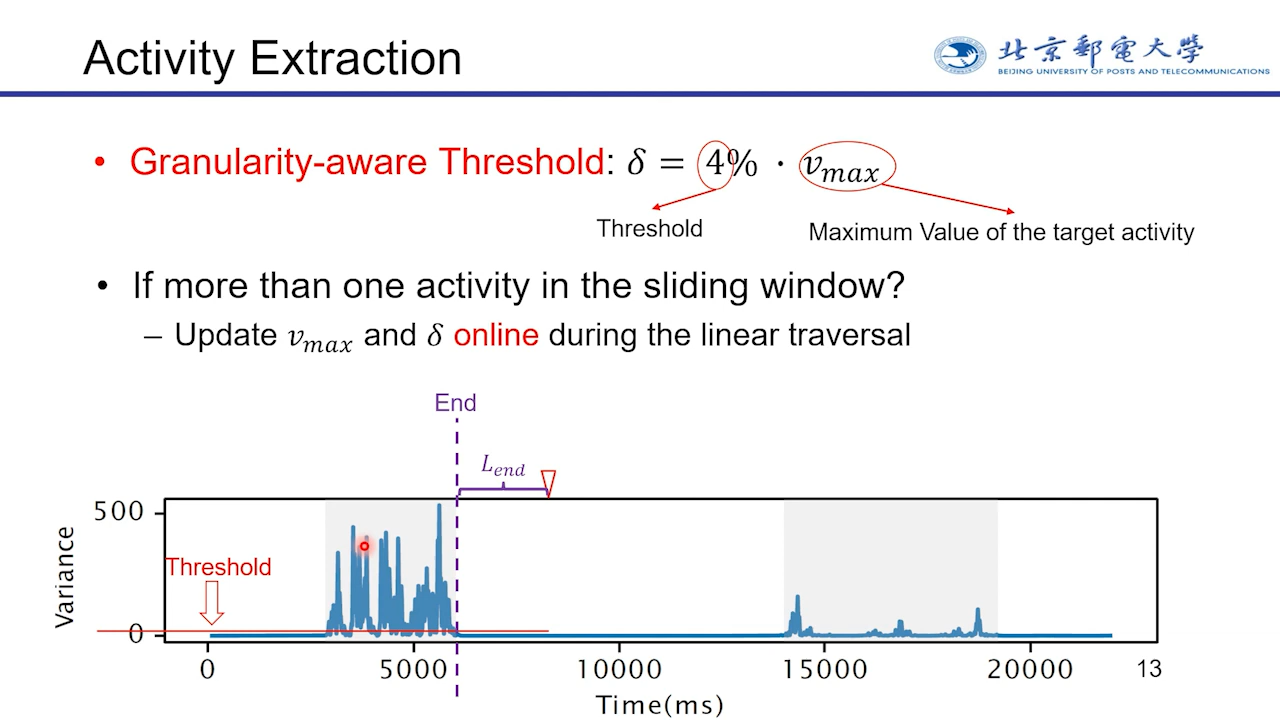 Activity Extraction
北京郵電大學
BEIJING UNIVERSITY OF POSTS AND TELECOMMUNICATIONS
• Granularity-aware Threshold: δ = 4% · v_max
Threshold
Maximum Value of the target activity
• If more than one activity in the sliding window?
– Update v_max and δ online during the linear traversal
End
L_end
500
Variance
Threshold
0
0 5000 10000 15000 20000
13
Time(ms)